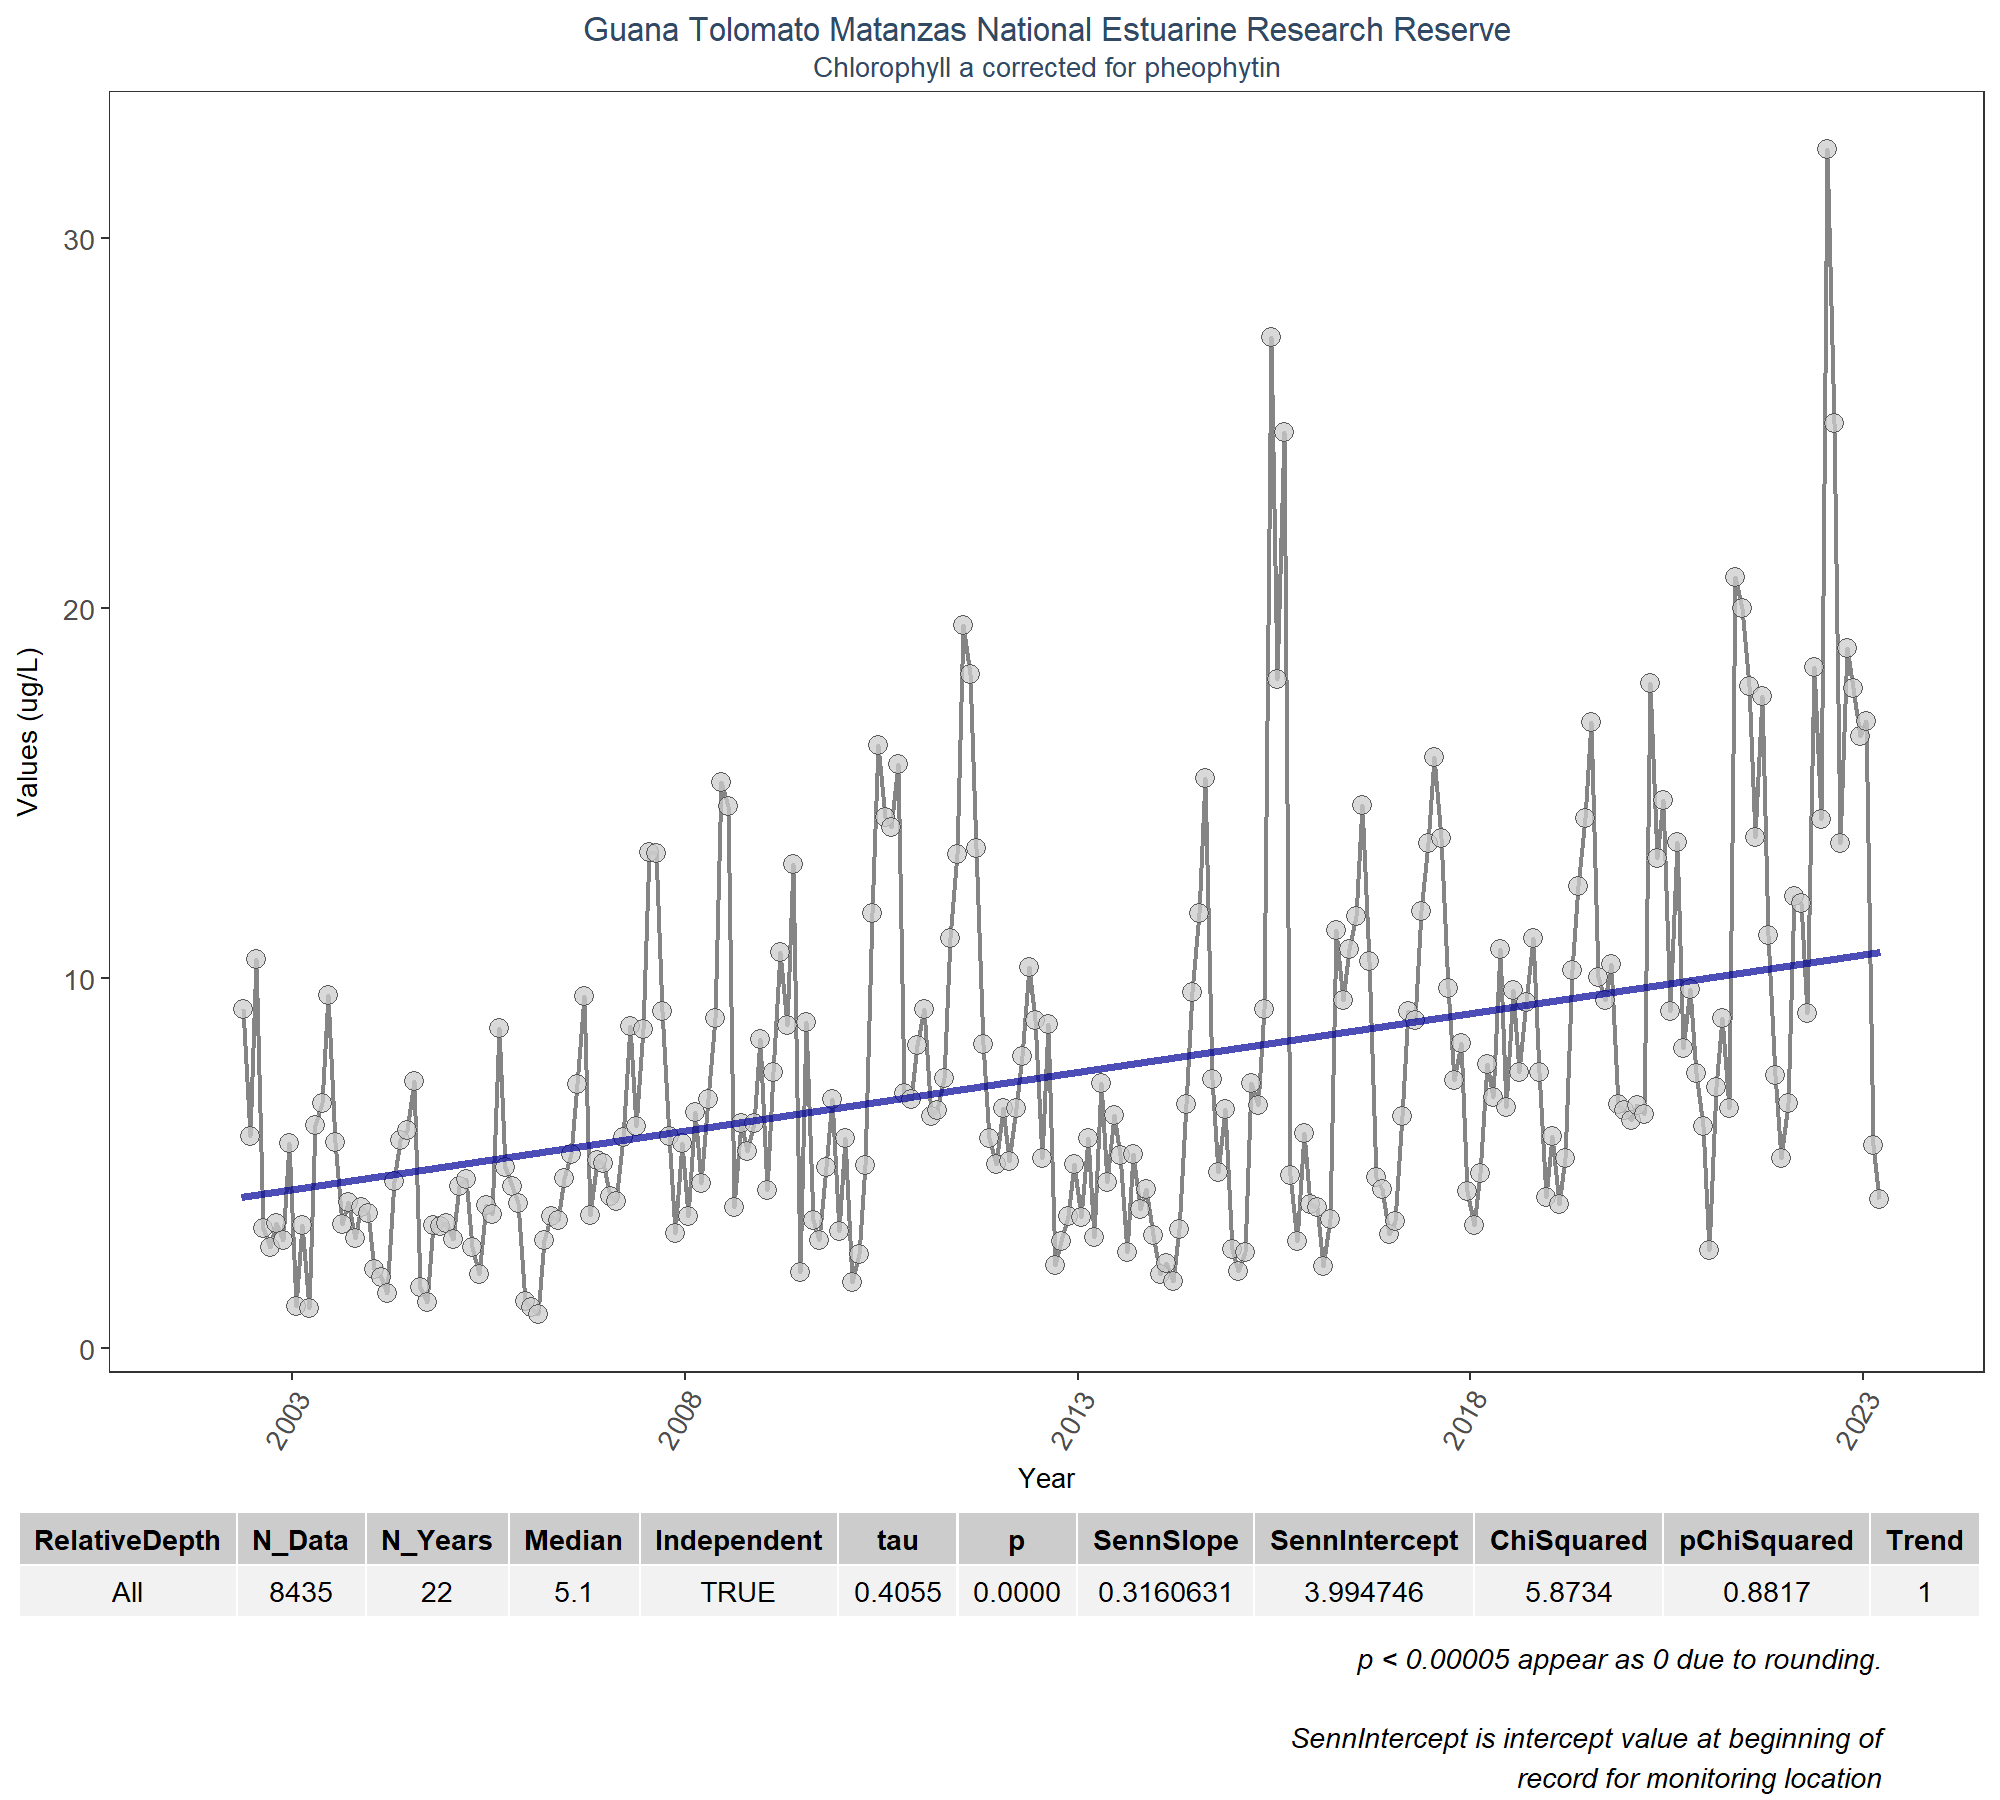 Guana Tolomato Matanzas National Estuarine Research Reserve
Chlorophyll a corrected for pheophytin
Values (ug/L)
30
20
10
0
2003 2008 2013 2018 2023
Year
RelativeDepth N_Data N_Years Median Independent tau p SennSlope SennIntercept ChiSquared pChiSquared Trend
All 8435 22 5.1 TRUE 0.4055 0.0000 0.3160631 3.994746 5.8734 0.8817 1
p < 0.00005 appear as 0 due to rounding.
SennIntercept is intercept value at beginning of
record for monitoring location